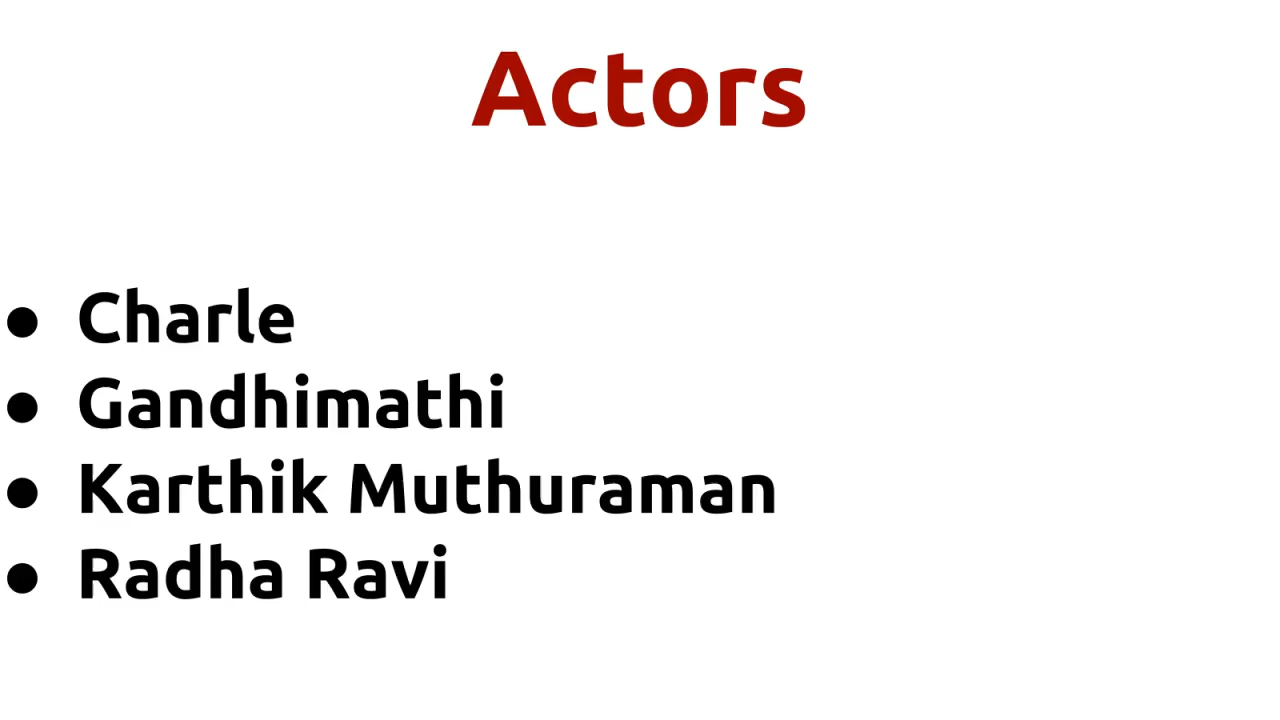 Actors
● Charle
● Gandhimathi
● Karthik Muthuraman
● Radha Ravi